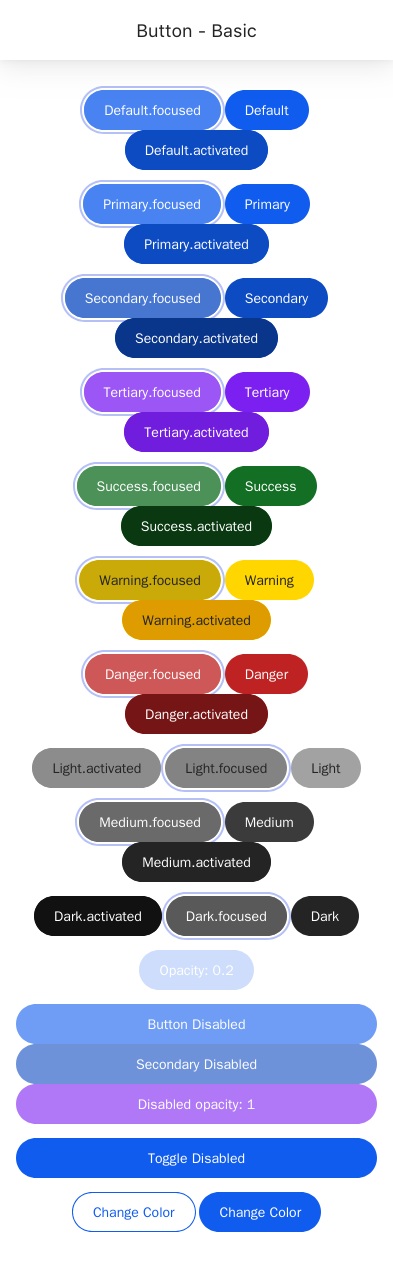 Button - Basic
Default.focused Default
Default.activated
Primary.focused Primary
Primary.activated
Secondary.focused Secondary
Secondary.activated
Tertiary.focused Tertiary
Tertiary.activated
Success.focused Success
Success.activated
Warning.focused Warning
Warning.activated
Danger.focused Danger
Danger.activated
Light.activated Light.focused Light
Medium.focused Medium
Medium.activated
Dark.activated Dark.focused Dark
Opacity: 0.2
Button Disabled
Secondary Disabled
Disabled opacity: 1
Toggle Disabled
Change Color Change Color